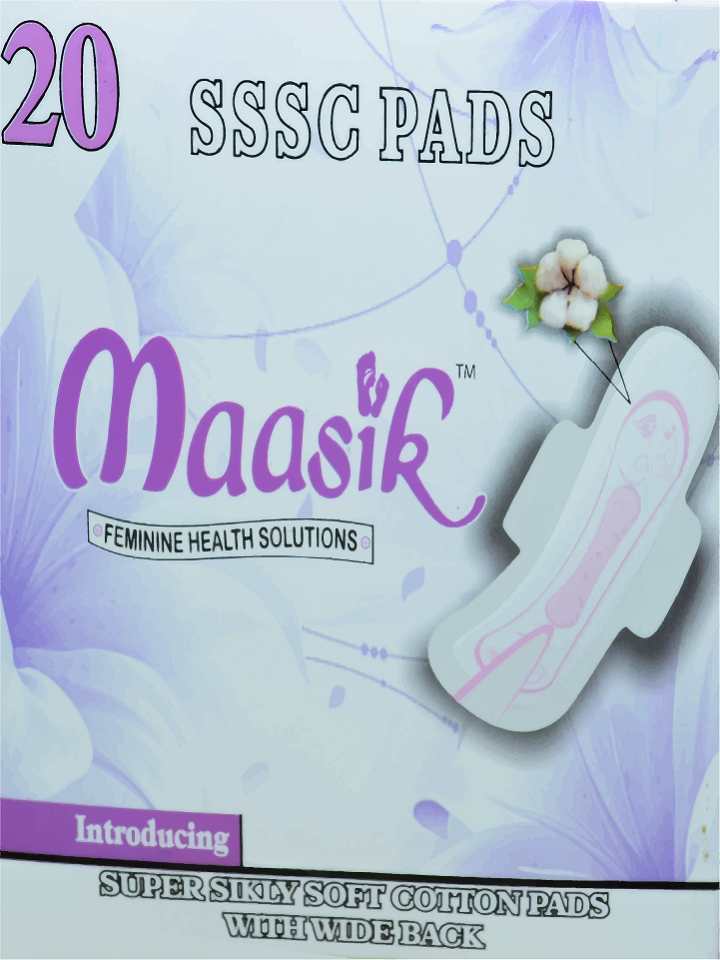 20
SSSC PADS
Maasik™
FEMININE HEALTH SOLUTIONS
Introducing
SUPER SIKLY SOFT COTTON PADS
WITH WIDE BACK